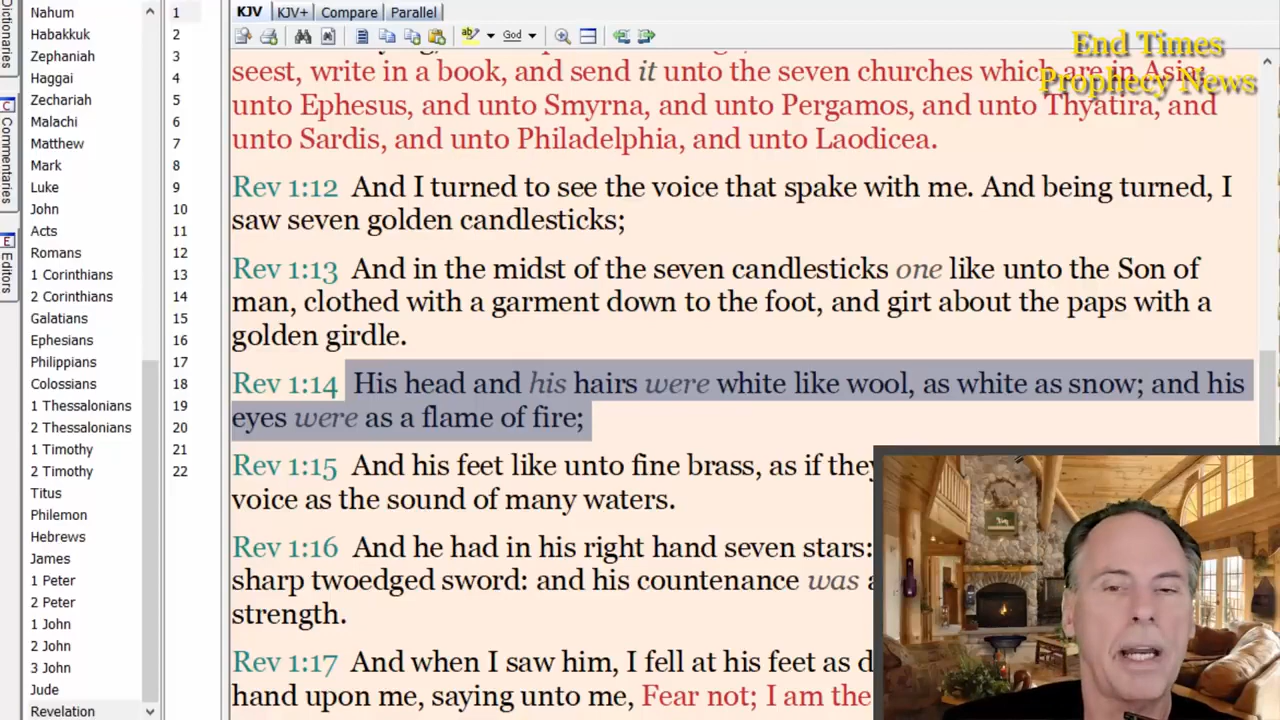 KJV KJV+ Compare Parallel
God
End Times
Prophecy News
Dictionaries
Commentaries
Editors
Nahum
Habakkuk
Zephaniah
Haggai
Zechariah
Malachi
Matthew
Mark
Luke
John
Acts
Romans
1 Corinthians
2 Corinthians
Galatians
Ephesians
Philippians
Colossians
1 Thessalonians
2 Thessalonians
1 Timothy
2 Timothy
Titus
Philemon
Hebrews
James
1 Peter
2 Peter
1 John
2 John
3 John
Jude
Revelation
1
2
3
4
5
6
7
8
9
10
11
12
13
14
15
16
17
18
19
20
21
22
seest, write in a book, and send it unto the seven churches which are in Asia;
unto Ephesus, and unto Smyrna, and unto Pergamos, and unto Thyatira, and
unto Sardis, and unto Philadelphia, and unto Laodicea.
Rev 1:12 And I turned to see the voice that spake with me. And being turned, I
saw seven golden candlesticks;
Rev 1:13 And in the midst of the seven candlesticks one like unto the Son of
man, clothed with a garment down to the foot, and girt about the paps with a
golden girdle.
Rev 1:14 His head and his hairs were white like wool, as white as snow; and his
eyes were as a flame of fire;
Rev 1:15 And his feet like unto fine brass, as if they
voice as the sound of many waters.
Rev 1:16 And he had in his right hand seven stars:
sharp twoedged sword: and his countenance was
strength.
Rev 1:17 And when I saw him, I fell at his feet as
hand upon me, saying unto me, Fear not; I am the